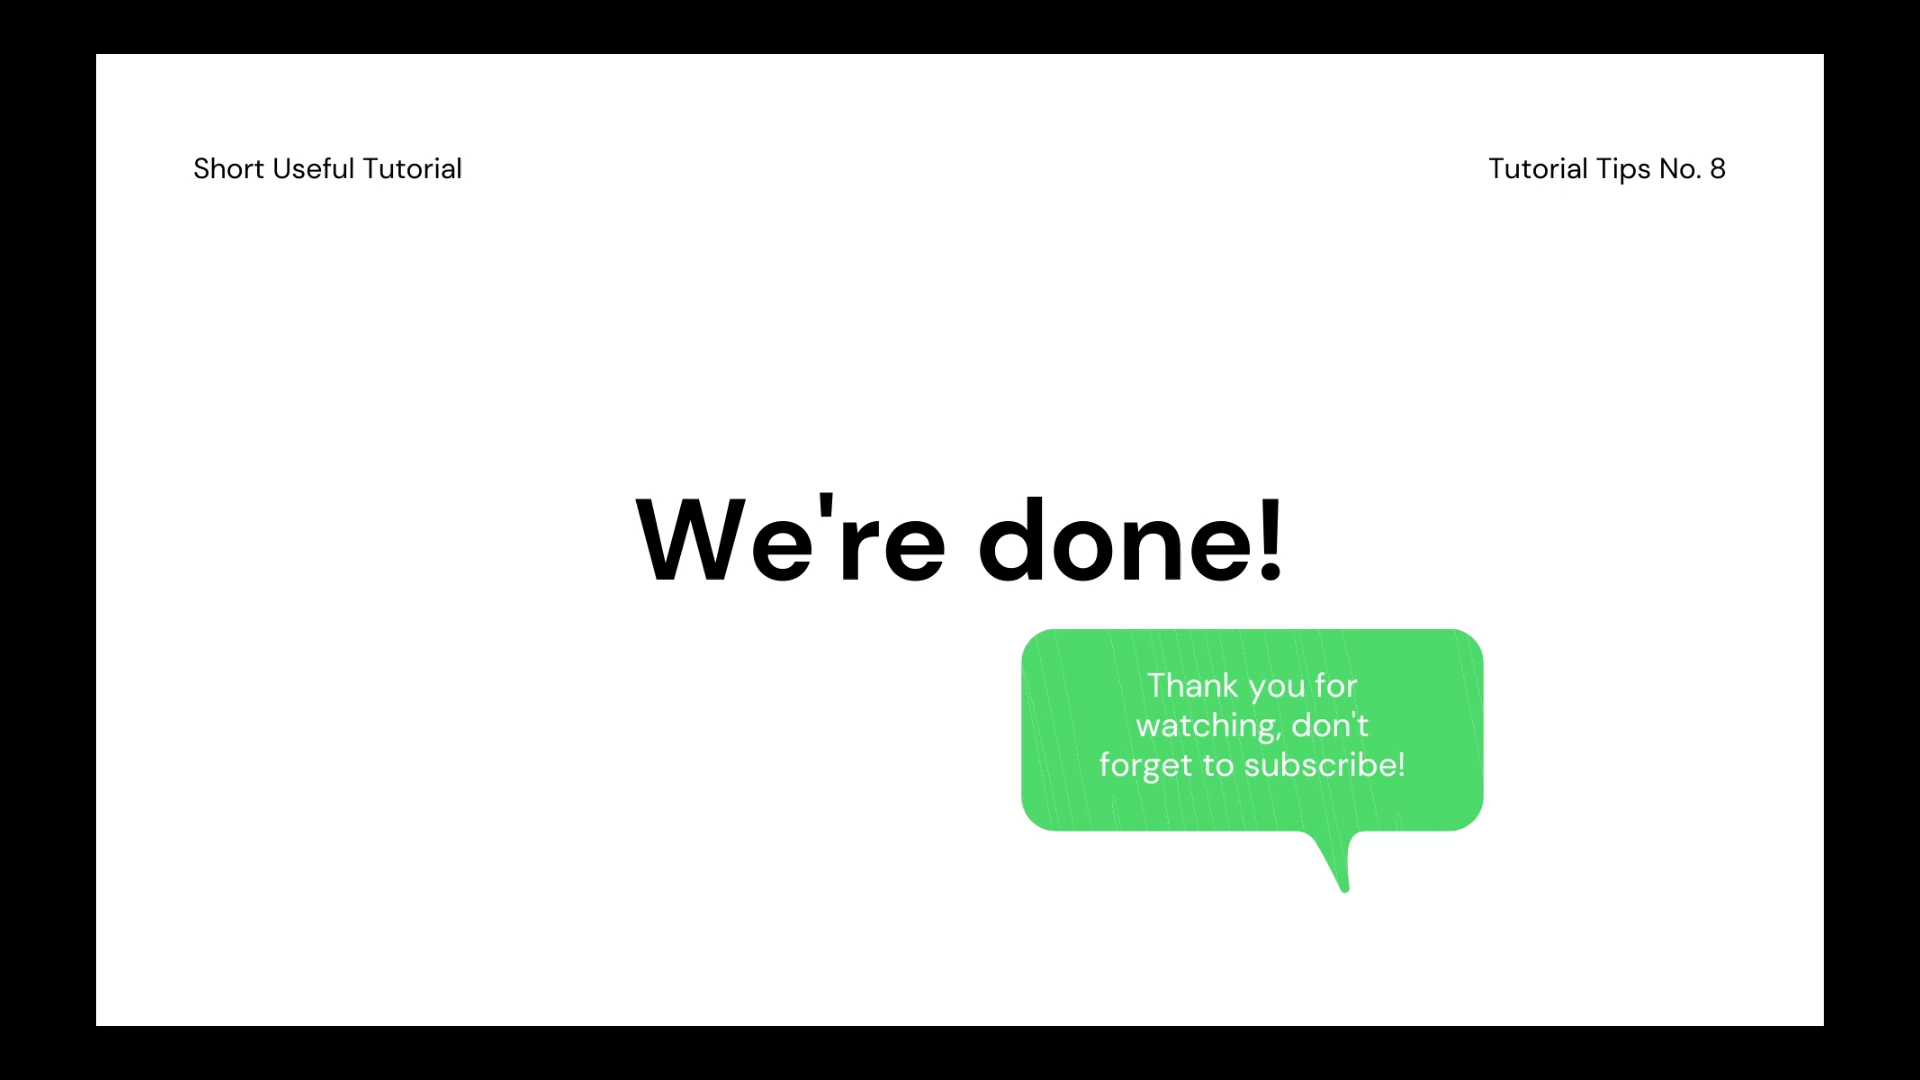 Short Useful Tutorial
Tutorial Tips No. 8
We're done!
Thank you for
watching, don't
forget to subscribe!